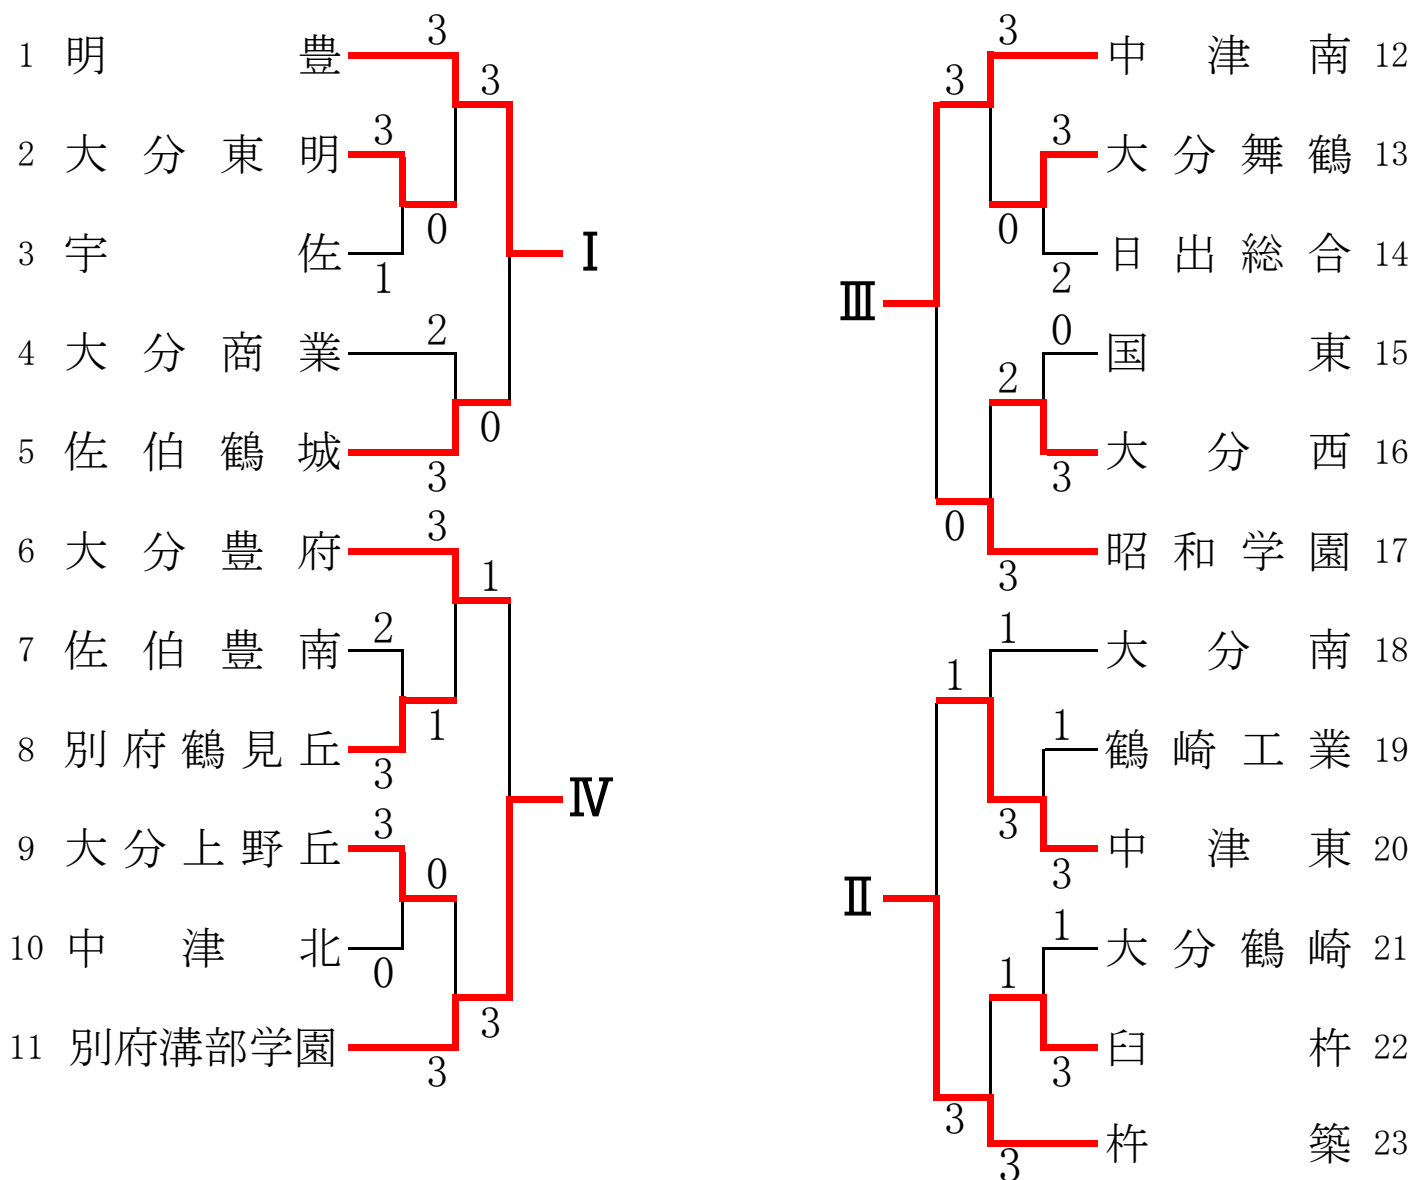 1 明豊 3
3
2 大分東明 3
0
3 宇佐 1
Ⅰ
4 大分商業 2
0
5 佐伯鶴城 3
6 大分豊府 3
1
7 佐伯豊南 2
1
8 別府鶴見丘 3
Ⅳ
9 大分上野丘 3
0
10 中津北 0
3
11 別府溝部学園 3
3 中津南 12
3
3 大分舞鶴 13
0
2 日出総合 14
Ⅲ
0 国東 15
2
3 大分西 16
0
3 昭和学園 17
1 大分南 18
1
1 鶴崎工業 19
3
3 中津東 20
Ⅱ
1 大分鶴崎 21
1
3 臼杵 22
3
3 杵築 23